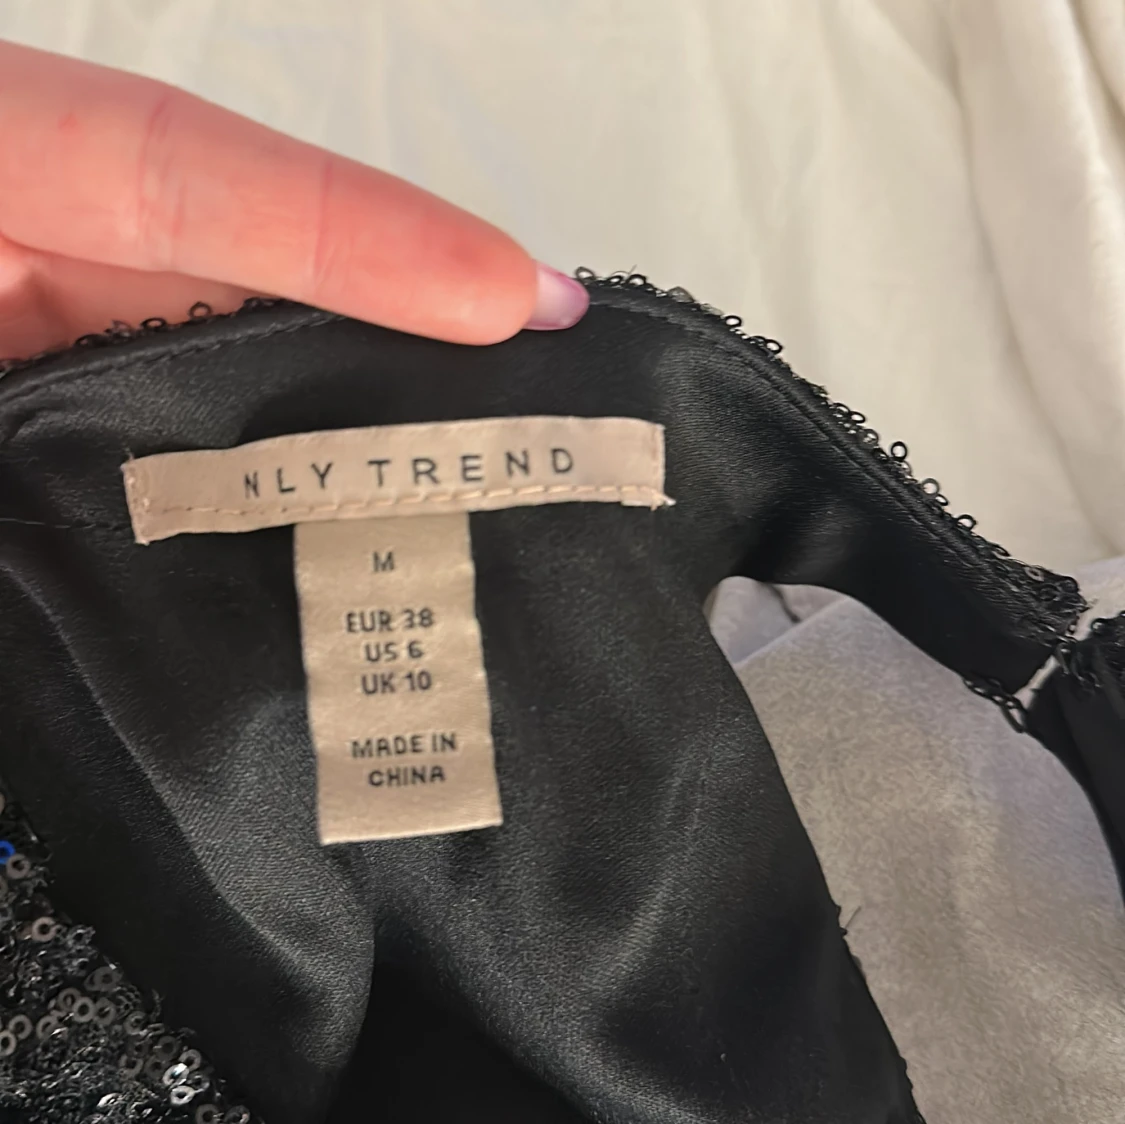 NLY TREND
M
EUR 38
US 6
UK 10
MADE IN
CHINA